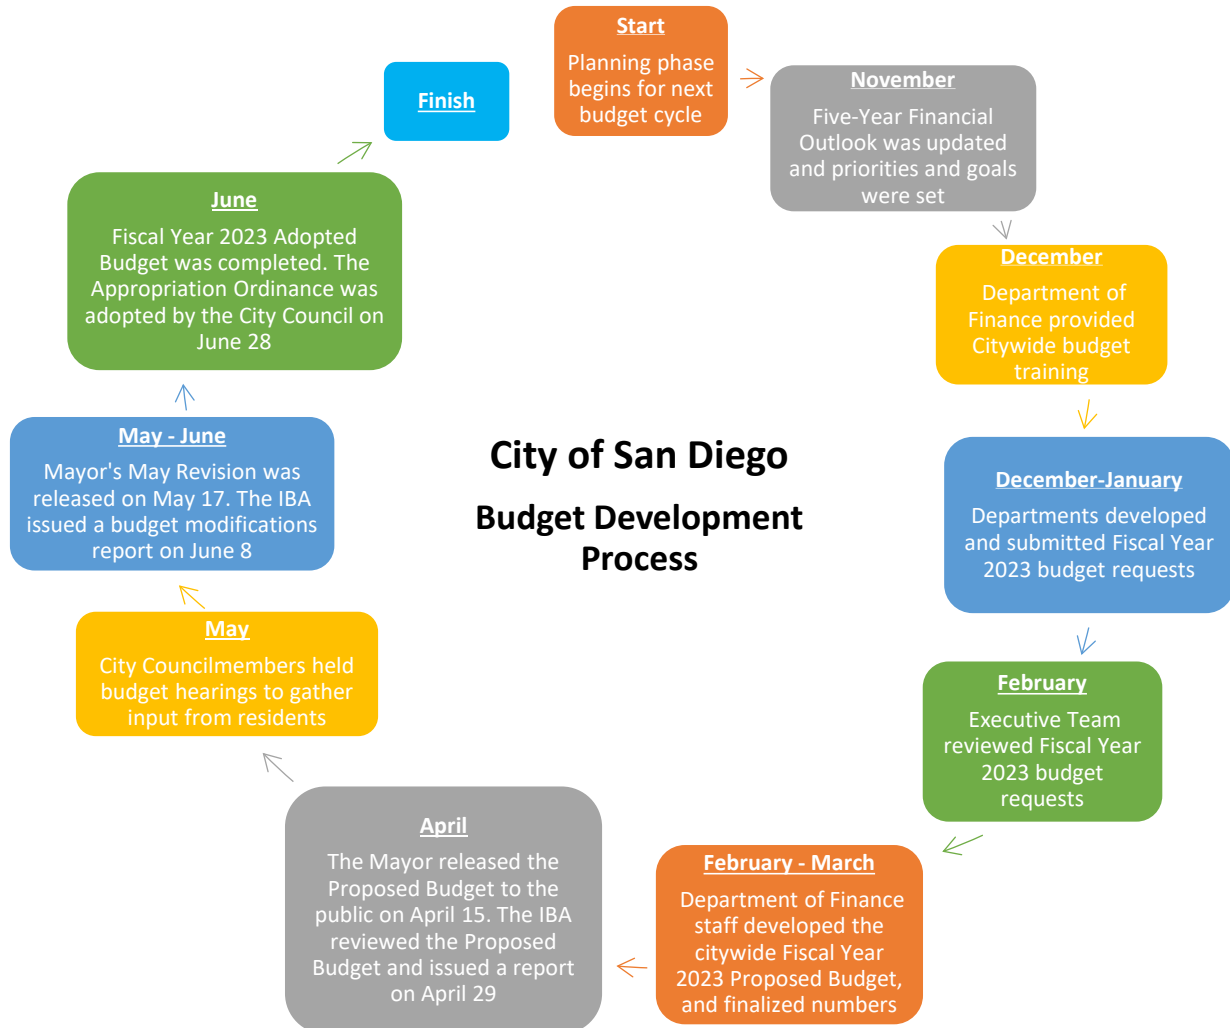 Start
Planning phase
begins for next
budget cycle
November
Five-Year Financial
Outlook was updated
and priorities and goals
were set
December
Department of
Finance provided
Citywide budget
training
December-January
Departments developed
and submitted Fiscal Year
2023 budget requests
February
Executive Team
reviewed Fiscal Year
2023 budget
requests
February - March
Department of Finance
staff developed the
citywide Fiscal Year
2023 Proposed Budget,
and finalized numbers
April
The Mayor released the
Proposed Budget to the
public on April 15. The IBA
reviewed the Proposed
Budget and issued a report
on April 29
May
City Councilmembers held
budget hearings to gather
input from residents
May - June
Mayor's May Revision was
released on May 17. The IBA
issued a budget modifications
report on June 8
June
Fiscal Year 2023 Adopted
Budget was completed. The
Appropriation Ordinance was
adopted by the City Council on
June 28
Finish
City of San Diego
Budget Development
Process